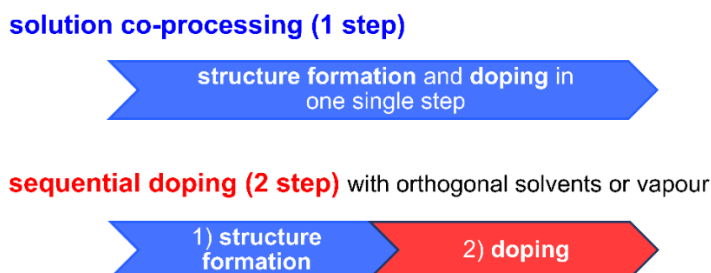 solution co-processing (1 step)
structure formation and doping in
one single step
sequential doping (2 step) with orthogonal solvents or vapour
1) structure
formation
2) doping